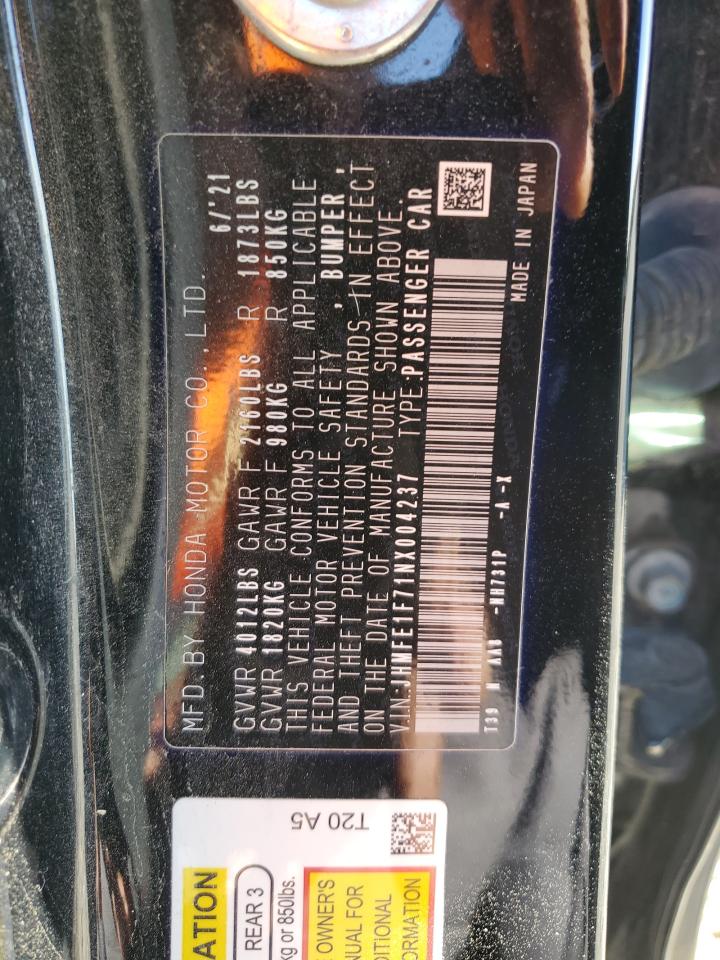 MFD. BY HONDA MOTOR CO., LTD. 6/'21
GVWR 4012LBS GAWR F 2160LBS R 1873LBS
GVWR 1820KG GAWR F 980KG R 850KG
THIS VEHICLE CONFORMS TO ALL APPLICABLE
FEDERAL MOTOR VEHICLE SAFETY , BUMPER ,
AND THEFT PREVENTION STANDARDS IN EFFECT
ON THE DATE OF MANUFACTURE SHOWN ABOVE.
V.I.N.:JHMFE1F71NX004237 TYPE:PASSENGER CAR
T39 N AA6 -NH731P -A -X
MADE IN JAPAN
T20 A5
ATION
REAR 3
kg or 850lbs.
OWNER'S
NUAL FOR
DITIONAL
ORMATION